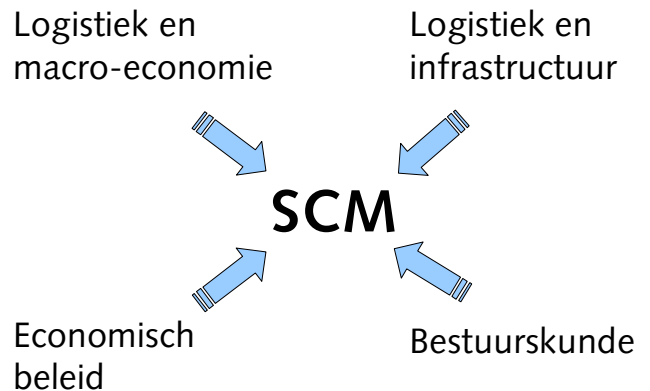 Logistiek en
macro-economie
Logistiek en
infrastructuur
SCM
Economisch
beleid
Bestuurskunde